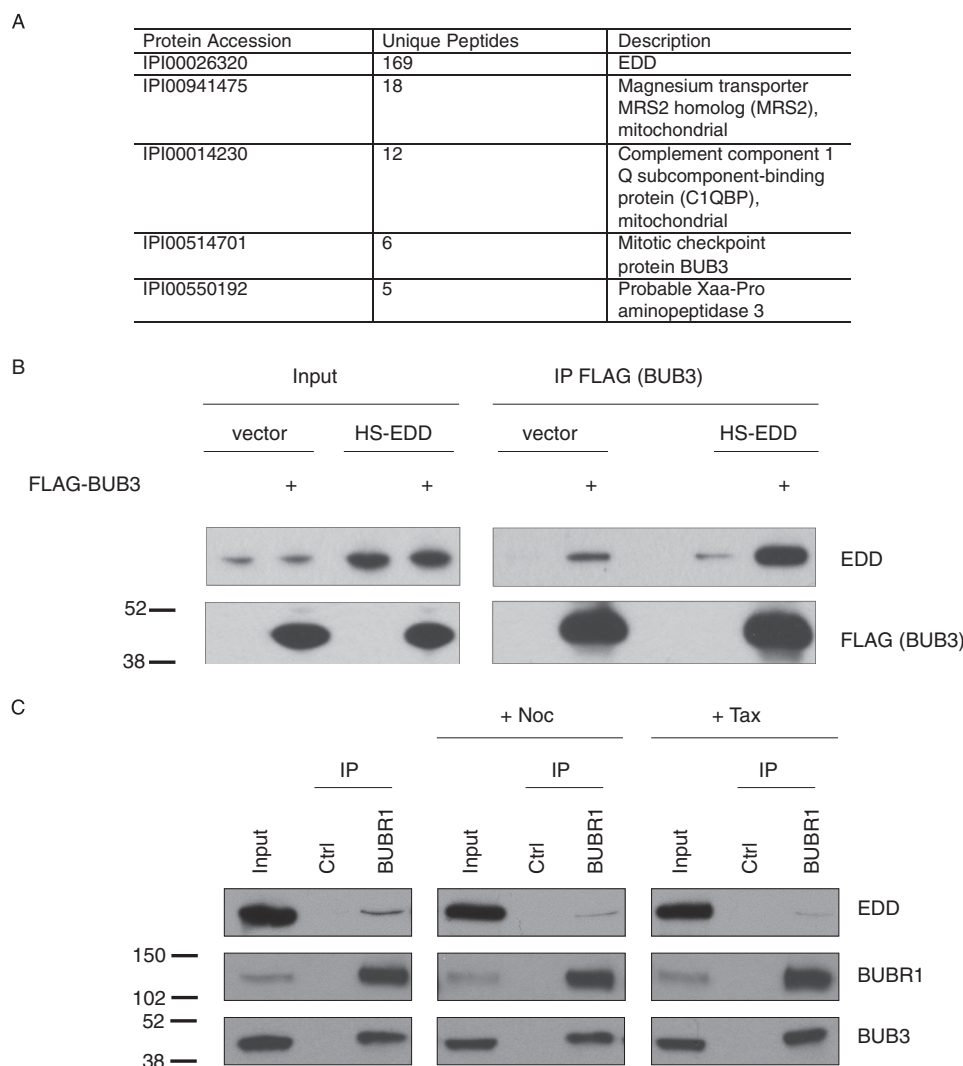 A
Protein Accession Unique Peptides Description
IPI00026320 169 EDD
IPI00941475 18 Magnesium transporter
MRS2 homolog (MRS2),
mitochondrial
IPI00014230 12 Complement component 1
Q subcomponent-binding
protein (C1QBP),
mitochondrial
IPI00514701 6 Mitotic checkpoint
protein BUB3
IPI00550192 5 Probable Xaa-Pro
aminopeptidase 3
B
Input IP FLAG (BUB3)
vector HS-EDD vector HS-EDD
FLAG-BUB3 + + + +
EDD
52
FLAG (BUB3)
38
C
+ Noc + Tax
IP IP IP
Input Ctrl BUBR1 Input Ctrl BUBR1 Input Ctrl BUBR1
EDD
150
BUBR1
102
52
BUB3
38